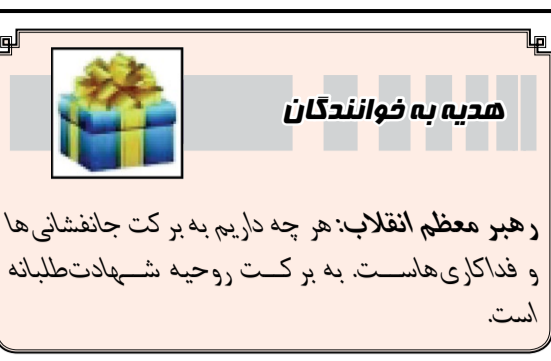 هدیه به خوانندگان
رهبر معظم انقلاب: هر چه داریم به برکت جانفشانی‌ها
و فداکاری‌هاست. به برکت روحیه شهادت‌طلبانه
است.